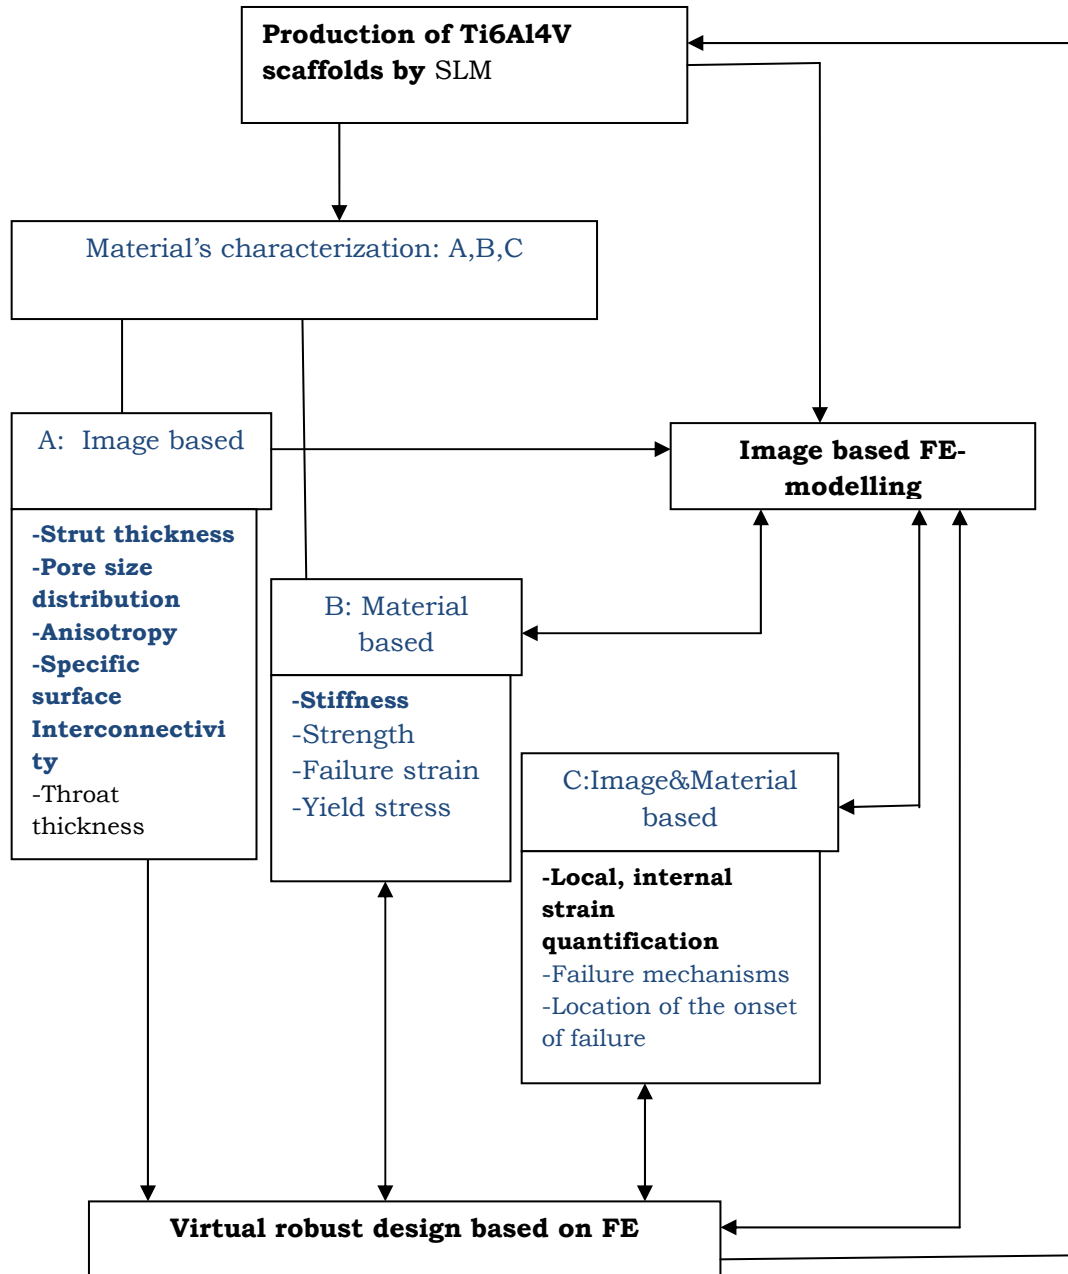 Production of Ti6Al4V
scaffolds by SLM
Material's characterization: A,B,C
A:  Image based
Image based FE-
modelling
-Strut thickness
-Pore size
distribution
-Anisotropy
-Specific
surface
Interconnectivi
ty
-Throat
thickness
B: Material
based
-Stiffness
-Strength
-Failure strain
-Yield stress
C:Image&Material
based
-Local, internal
strain
quantification
-Failure mechanisms
-Location of the onset
of failure
Virtual robust design based on FE